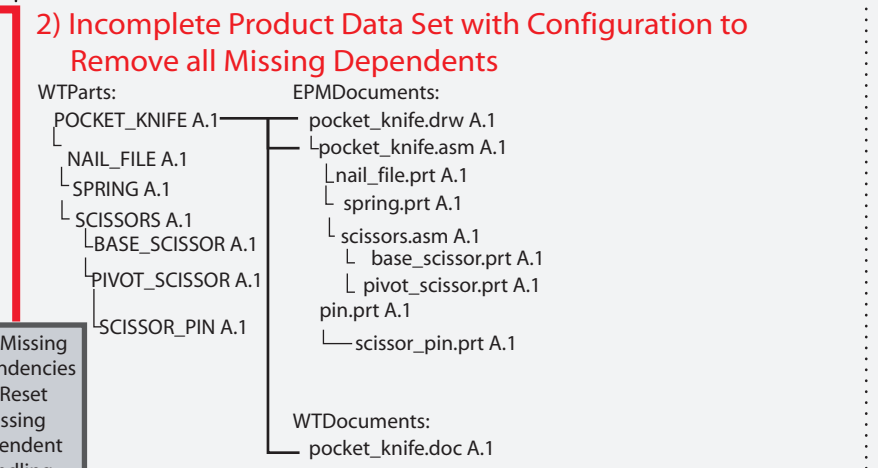 2) Incomplete Product Data Set with Configuration to
Remove all Missing Dependents
WTParts:
POCKET_KNIFE A.1
NAIL_FILE A.1
SPRING A.1
SCISSORS A.1
BASE_SCISSOR A.1
PIVOT_SCISSOR A.1
SCISSOR_PIN A.1
EPMDocuments:
pocket_knife.drw A.1
pocket_knife.asm A.1
nail_file.prt A.1
spring.prt A.1
scissors.asm A.1
base_scissor.prt A.1
pivot_scissor.prt A.1
pin.prt A.1
scissor_pin.prt A.1
WTDocuments:
pocket_knife.doc A.1
Missing
ndencies
Reset
ssing
endent